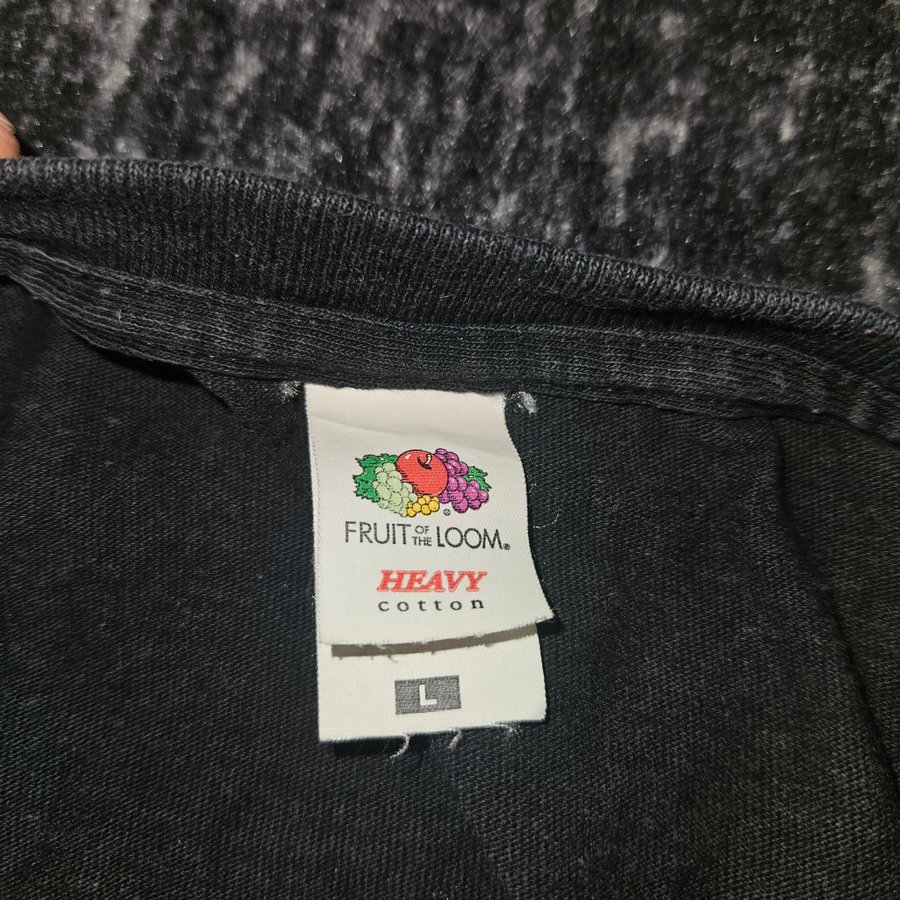 FRUIT OF THE LOOM®
HEAVY
cotton
L